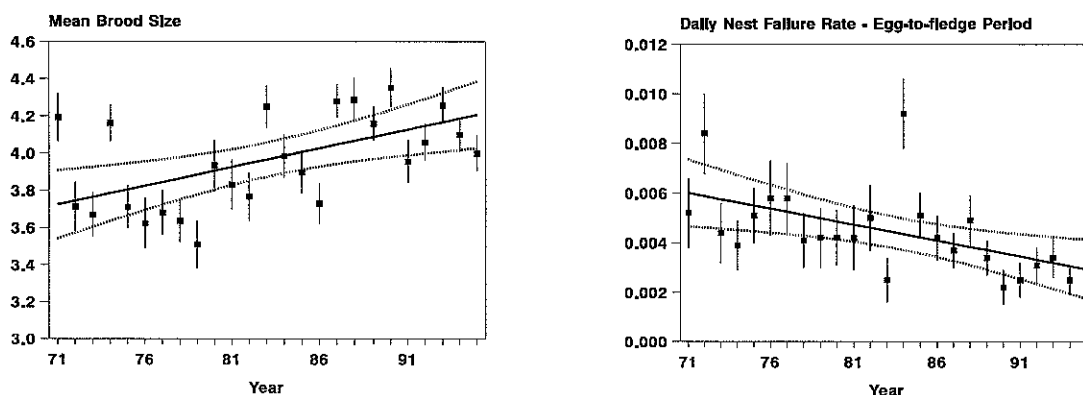 Mean Brood Size
4.6
4.4
4.2
4.0
3.8
3.6
3.4
3.2
3.0
71 76 81 86 91
Year
Daily Nest Failure Rate - Egg-to-fledge Period
0.012
0.010
0.008
0.006
0.004
0.002
0.000
71 76 81 86 91
Year